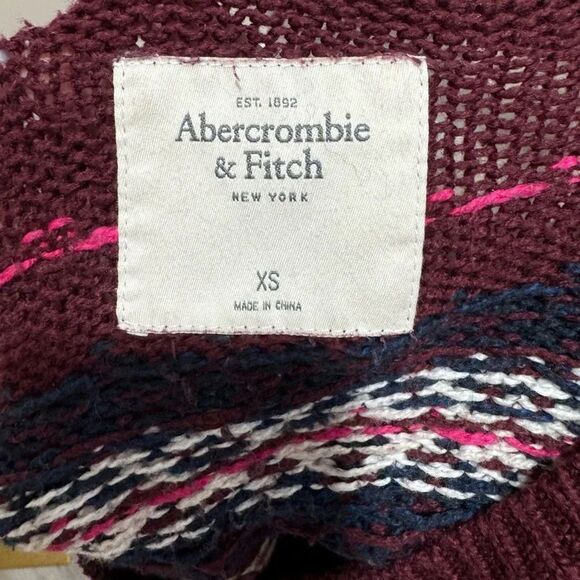 EST. 1892
Abercrombie
& Fitch
NEW YORK
XS
MADE IN CHINA